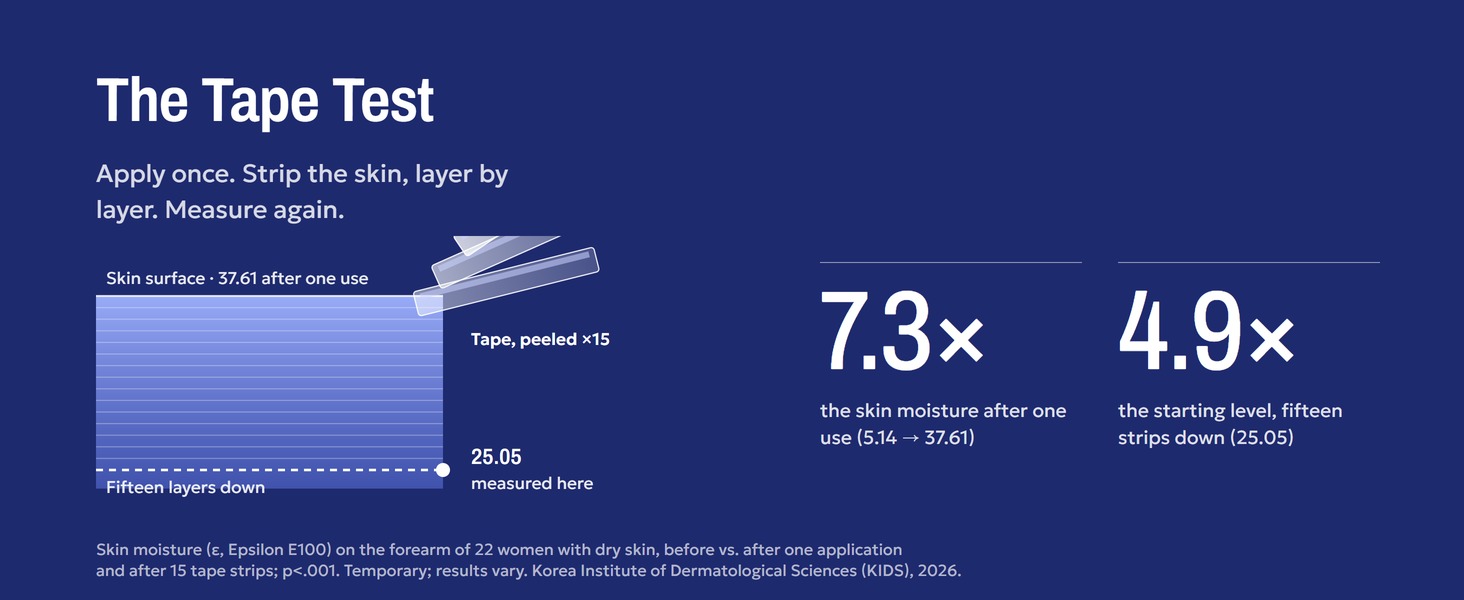 The Tape Test
Apply once. Strip the skin, layer by
layer. Measure again.
Skin surface · 37.61 after one use
Tape, peeled ×15
25.05
measured here
Fifteen layers down
7.3×
the skin moisture after one
use (5.14 → 37.61)
4.9×
the starting level, fifteen
strips down (25.05)
Skin moisture (ε, Epsilon E100) on the forearm of 22 women with dry skin, before vs. after one application
and after 15 tape strips; p<.001. Temporary; results vary. Korea Institute of Dermatological Sciences (KIDS), 2026.